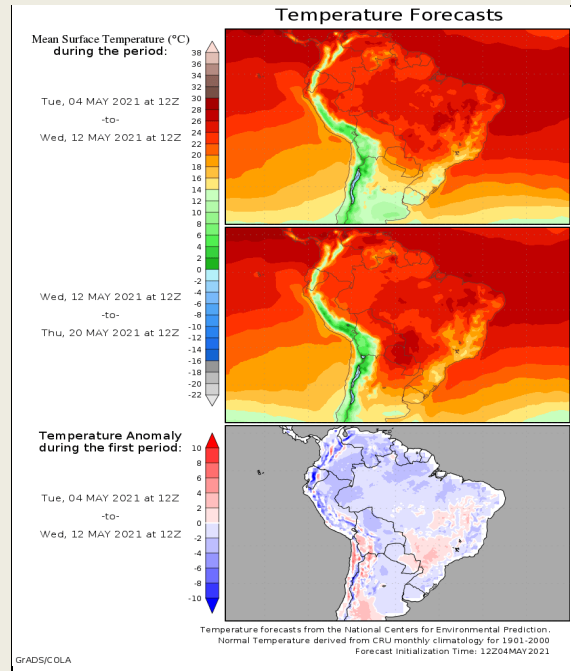 Temperature Forecasts
Mean Surface Temperature (°C)
during the period:
Tue, 04 MAY 2021 at 12Z
-to-
Wed, 12 MAY 2021 at 12Z
38
36
34
32
30
28
26
24
22
20
18
16
14
12
10
8
6
4
2
0
-2
-4
-6
-8
-10
-12
-14
-16
-18
-20
-22
Wed, 12 MAY 2021 at 12Z
-to-
Thu, 20 MAY 2021 at 12Z
Temperature Anomaly
during the first period:
Tue, 04 MAY 2021 at 12Z
-to-
Wed, 12 MAY 2021 at 12Z
10
8
6
4
2
0
-2
-4
-6
-8
-10
Temperature forecasts from the National Centers for Environmental Prediction.
Normal Temperature derived from CRU monthly climatology for 1901-2000
Forecast Initialization Time: 12Z04MAY2021
GrADS/COLA